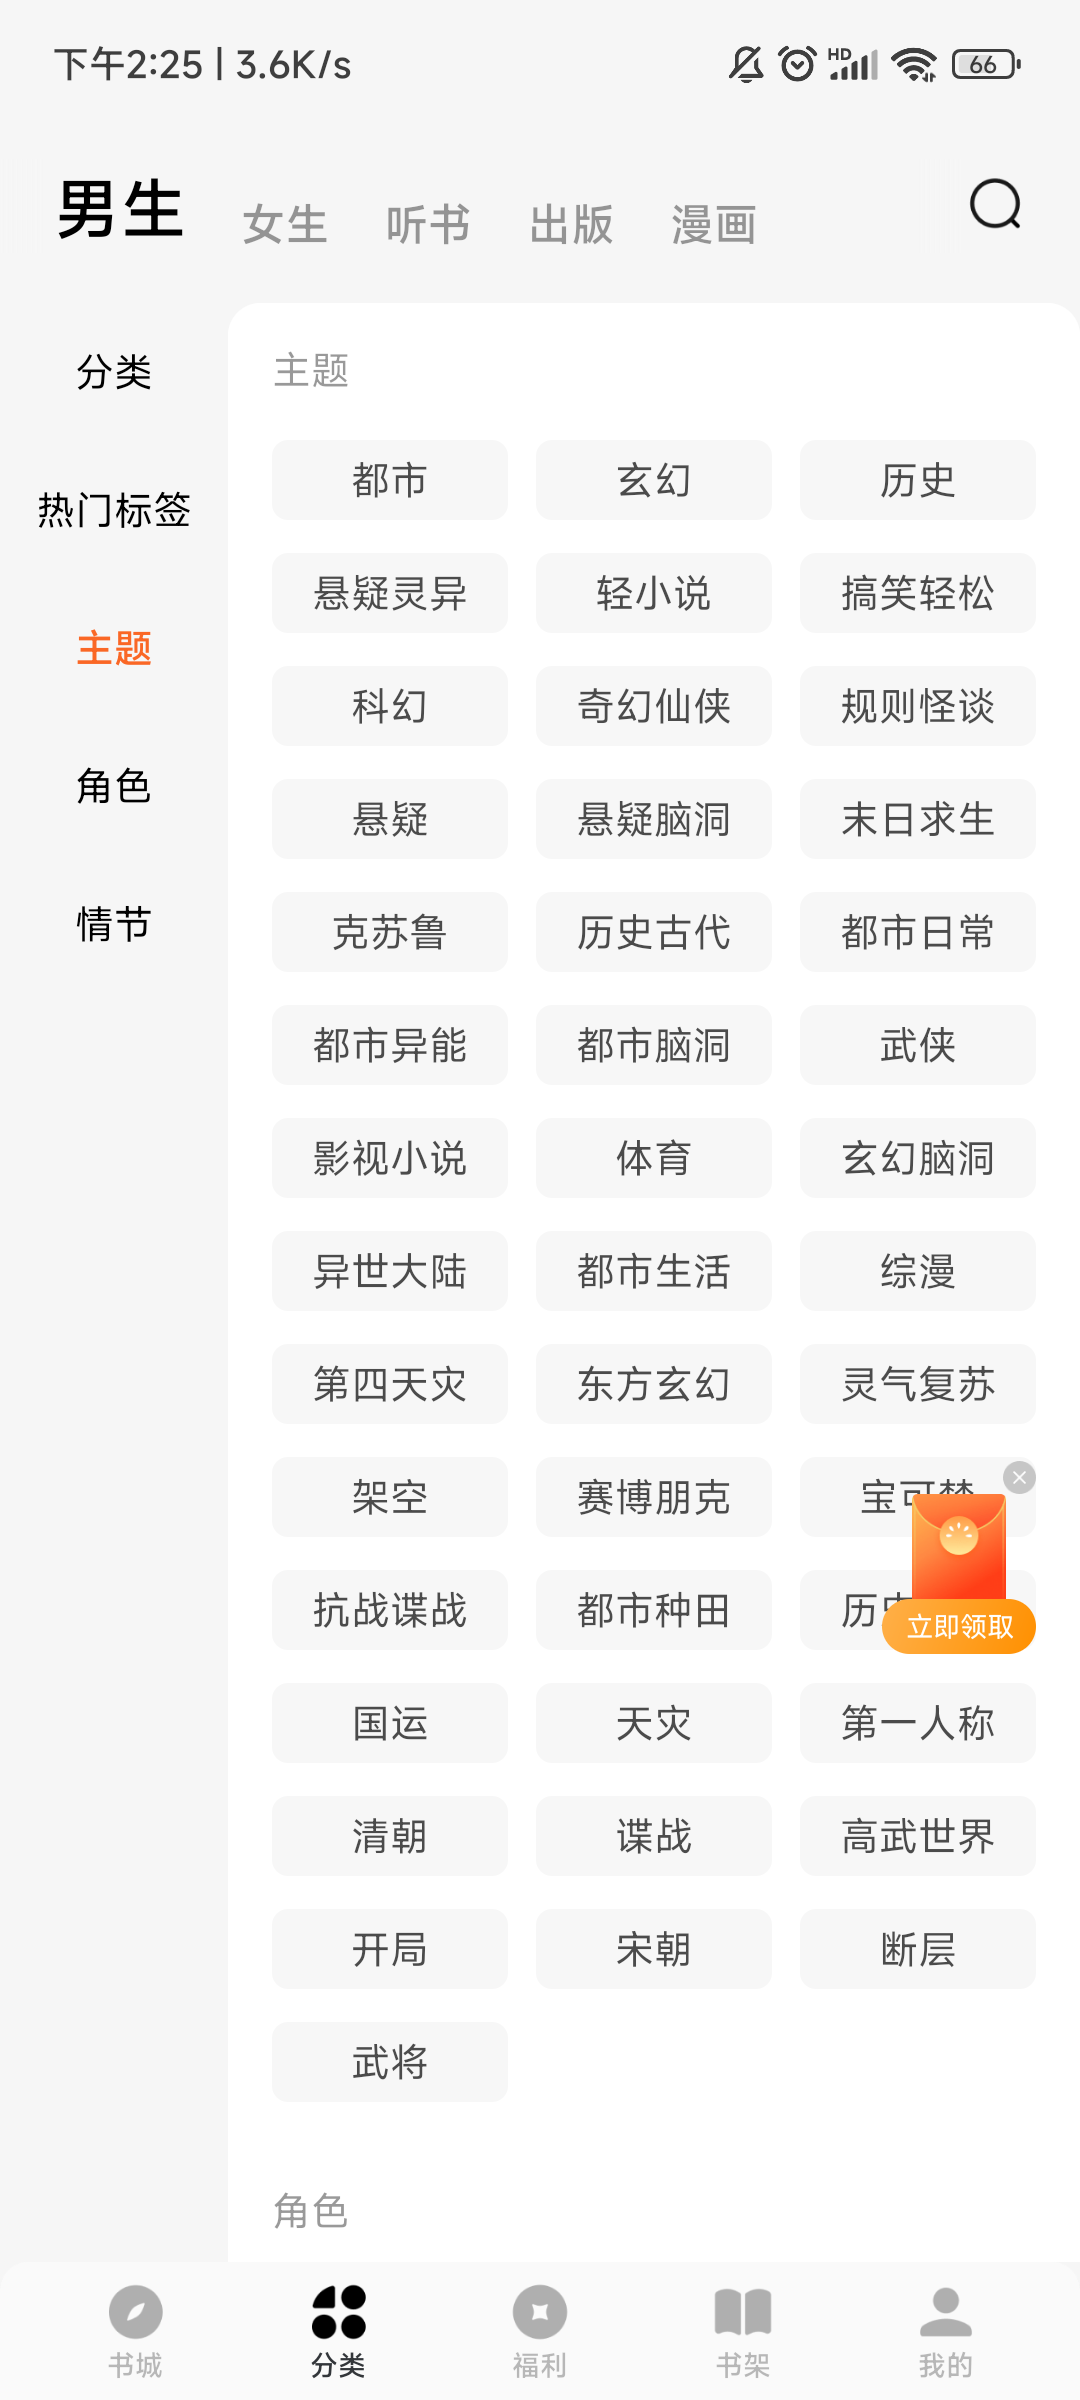 下午2:25 | 3.6K/s
HD
66
男生 女生 听书 出版 漫画
分类
热门标签
主题
角色
情节
主题
都市 玄幻 历史
悬疑灵异 轻小说 搞笑轻松
科幻 奇幻仙侠 规则怪谈
悬疑 悬疑脑洞 末日求生
克苏鲁 历史古代 都市日常
都市异能 都市脑洞 武侠
影视小说 体育 玄幻脑洞
异世大陆 都市生活 综漫
第四天灾 东方玄幻 灵气复苏
架空 赛博朋克 宝可梦
抗战谍战 都市种田 历史
立即领取
国运 天灾 第一人称
清朝 谍战 高武世界
开局 宋朝 断层
武将
角色
书城 分类 福利 书架 我的